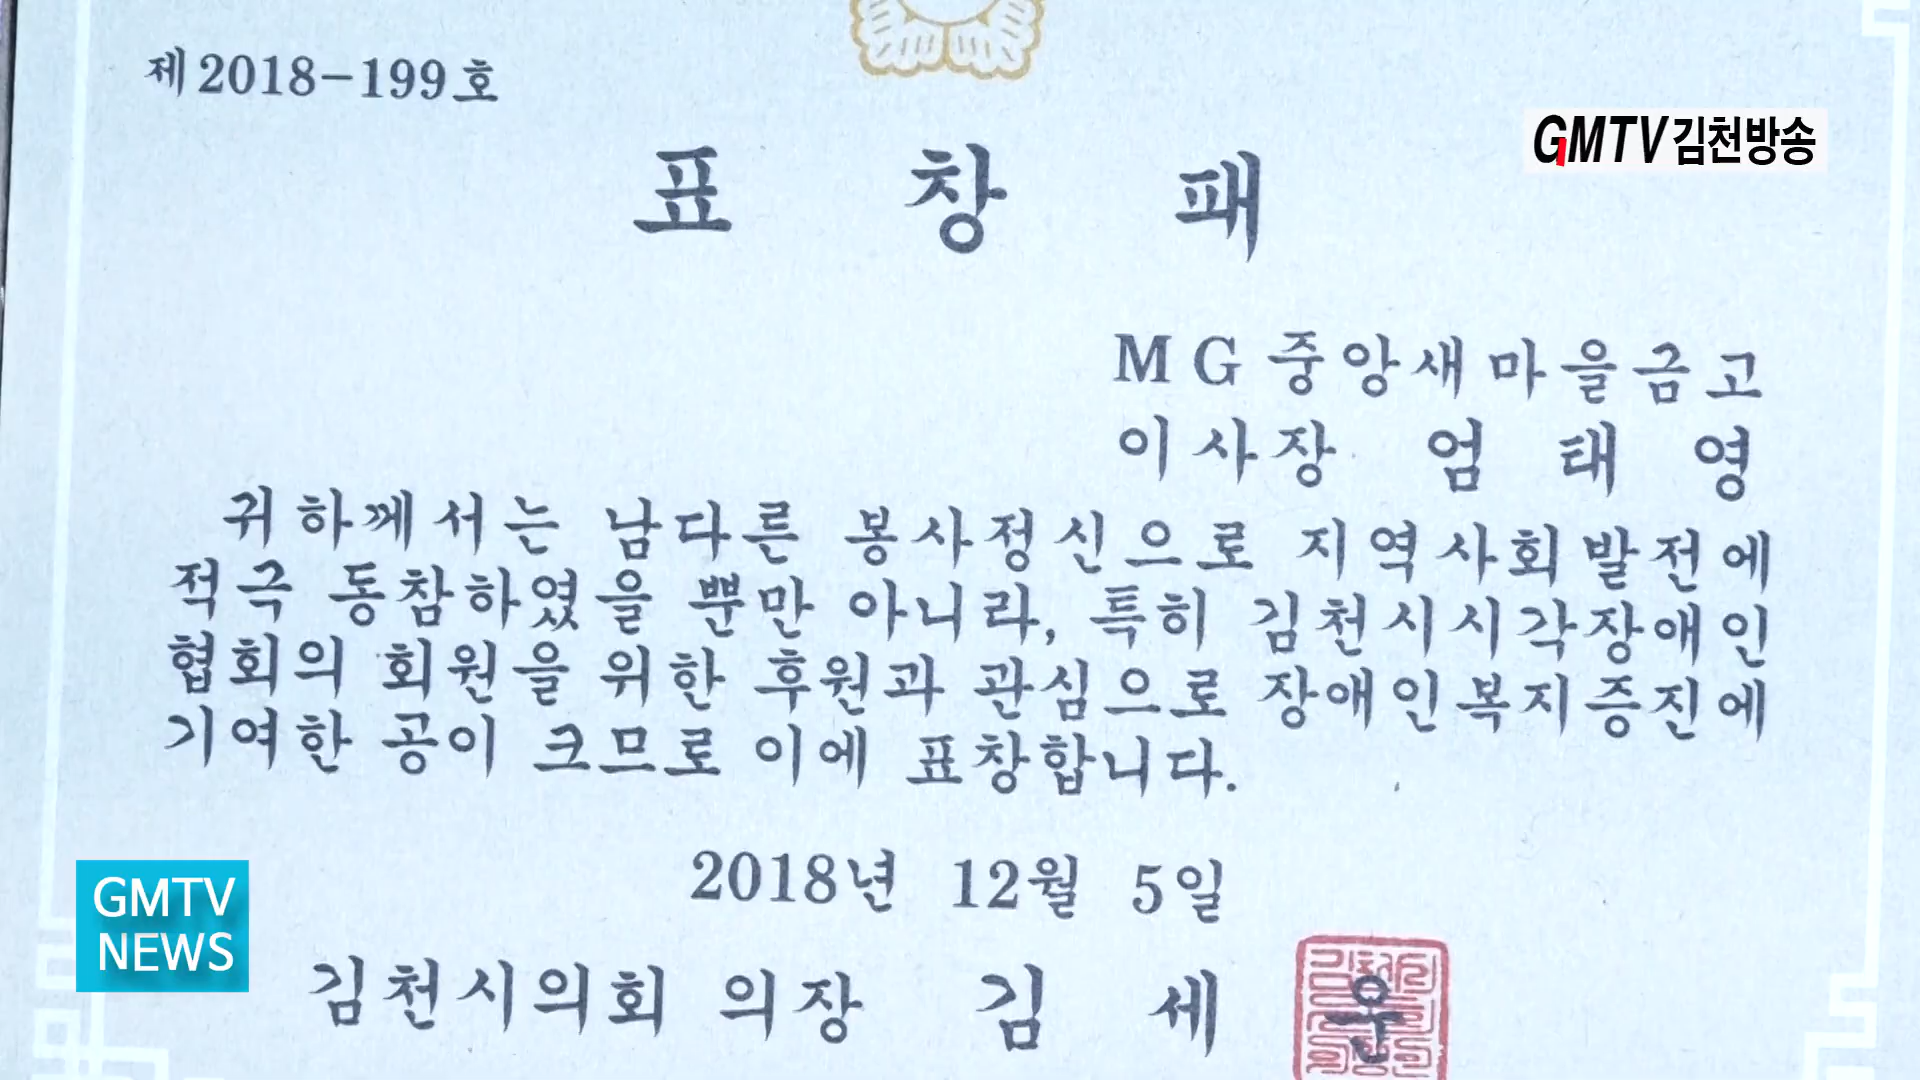 제2018-199호
GMTV김천방송
표 창 패
MG중앙새마을금고
이사장 엄 태 영
귀하께서는 남다른 봉사정신으로 지역사회발전에
적극 동참하였을 뿐만 아니라, 특히 김천시시각장애인
협회의 회원을 위한 후원과 관심으로 장애인복지증진에
기여한 공이 크므로 이에 표창합니다.
2018년 12월 5일
GMTV
NEWS
김천시의회 의장 김 세 운